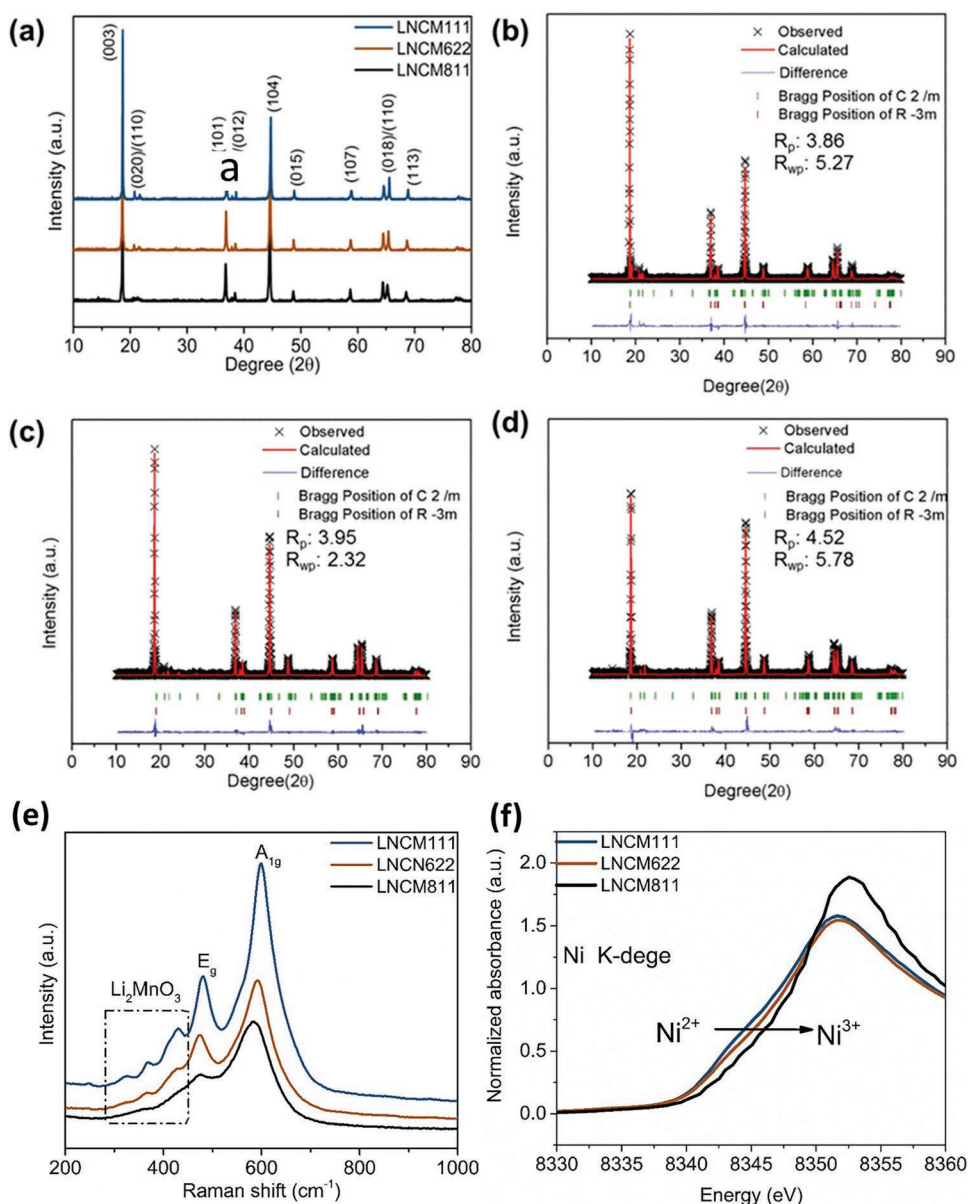 (a)
LNCM111
LNCM622
LNCM811
(003)
(020)/(110)
(101)
/(012)
a
(104)
(015)
(107)
(018)/(110)
(113)
Intensity (a.u.)
10 20 30 40 50 60 70 80
Degree (2θ)
(b)
Observed
Calculated
Difference
Bragg Position of C 2 /m
Bragg Position of R -3m
Rp: 3.86
Rwp: 5.27
Intensity (a.u.)
0 10 20 30 40 50 60 70 80 90
Degree(2θ)
(c)
Observed
Calculated
Difference
Bragg Position of C 2 /m
Bragg Position of R -3m
Rp: 3.95
Rwp: 2.32
Intensity (a.u.)
0 10 20 30 40 50 60 70 80 90
Degree(2θ)
(d)
Observed
Calculated
Difference
Bragg Position of C 2 /m
Bragg Position of R -3m
Rp: 4.52
Rwp: 5.78
Intensity (a.u.)
0 10 20 30 40 50 60 70 80 90
Degree(2θ)
(e)
LNCM111
LNCN622
LNCM811
A1g
Eg
Li2MnO3
Intensity (a.u.)
200 400 600 800 1000
Raman shift (cm-1)
(f)
LNCM111
LNCM622
LNCM811
Ni K-dege
Ni2+
Ni3+
Normalized absorbance (a.u.)
2.0
1.5
1.0
0.5
0.0
8330 8340 8345 8350 8355 8360
Energy (eV)